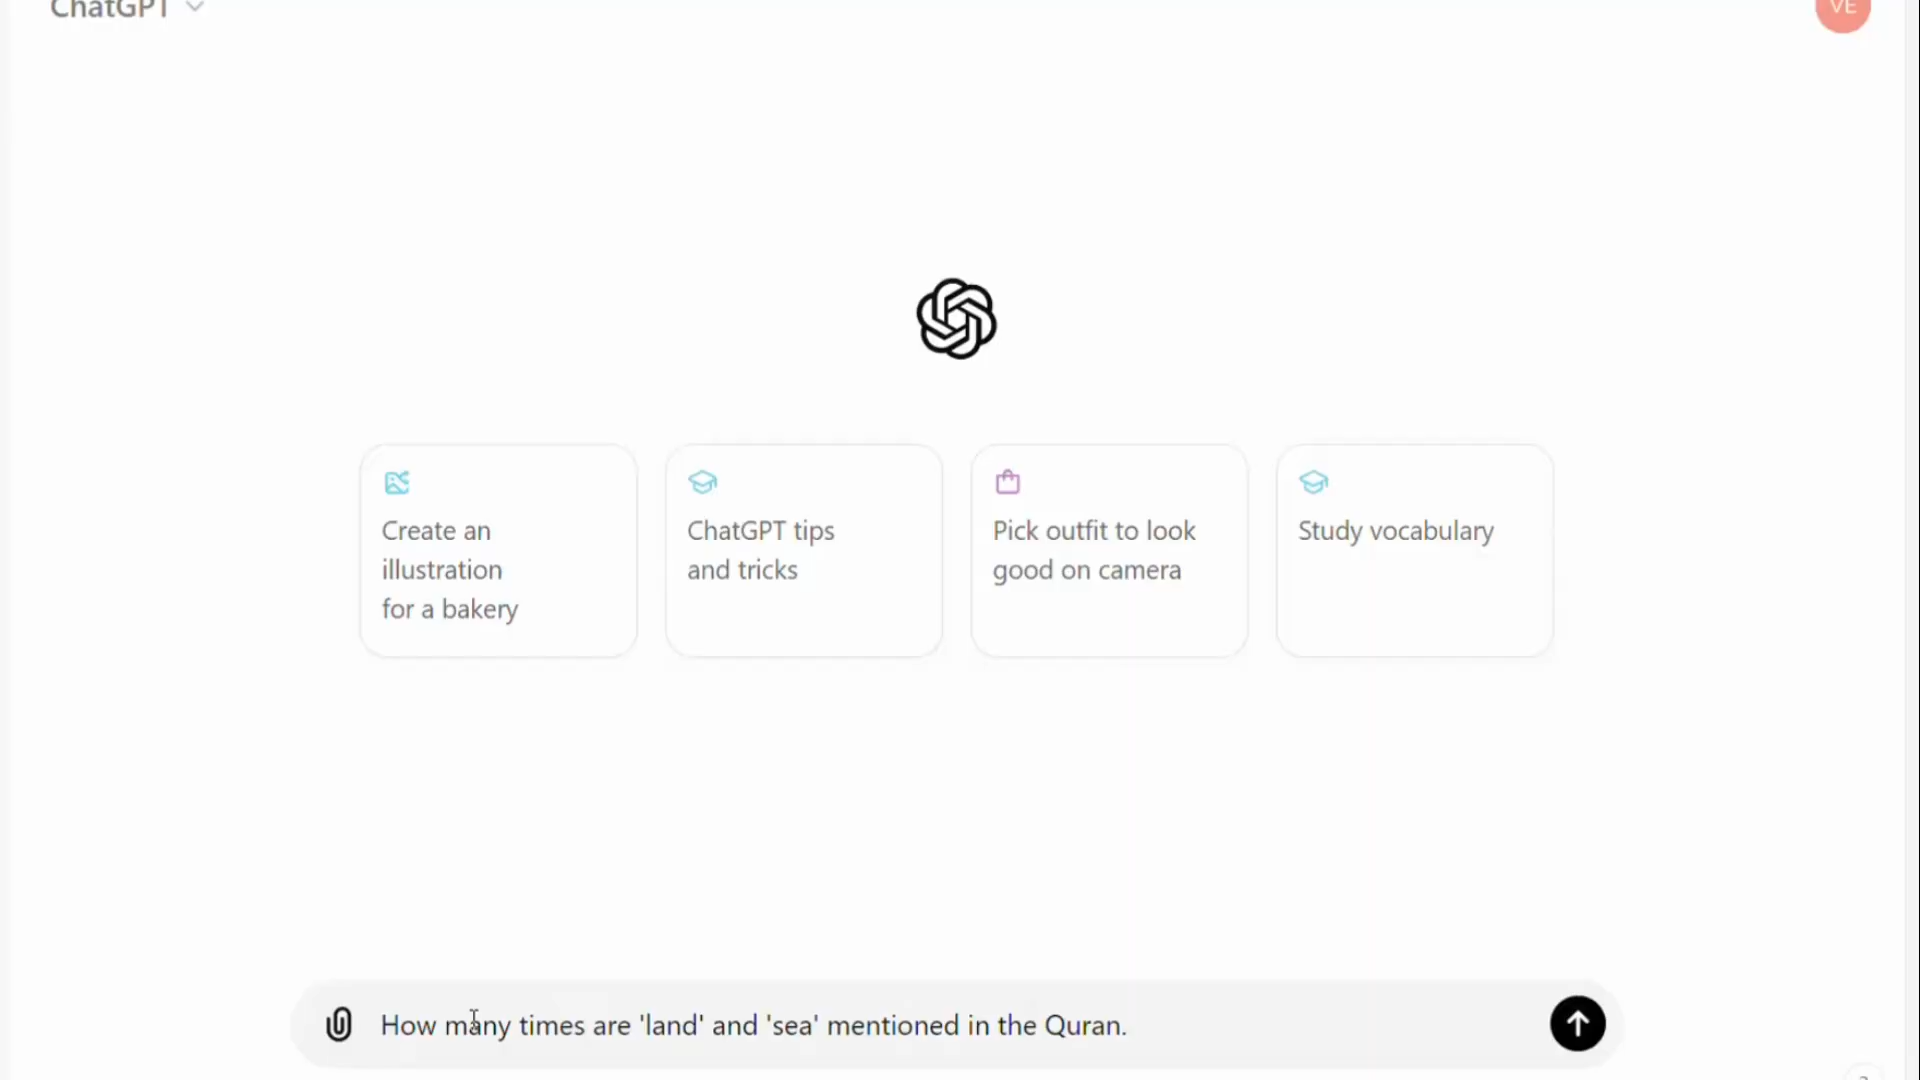 ChatGPT
VE
Create an
illustration
for a bakery
ChatGPT tips
and tricks
Pick outfit to look
good on camera
Study vocabulary
How many times are 'land' and 'sea' mentioned in the Quran.